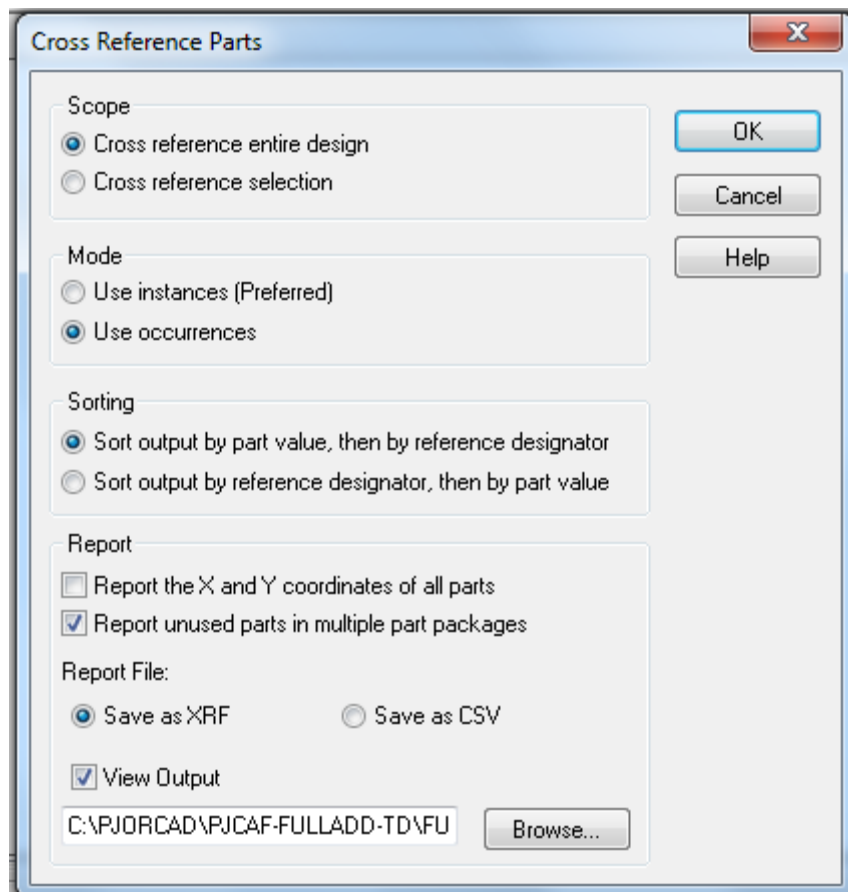 Cross Reference Parts
X
Scope
Cross reference entire design
Cross reference selection
OK
Cancel
Help
Mode
Use instances (Preferred)
Use occurrences
Sorting
Sort output by part value, then by reference designator
Sort output by reference designator, then by part value
Report
Report the X and Y coordinates of all parts
Report unused parts in multiple part packages
Report File:
Save as XRF
Save as CSV
View Output
C:\PJORCAD\PJCAF-FULLADD-TD\FU
Browse...